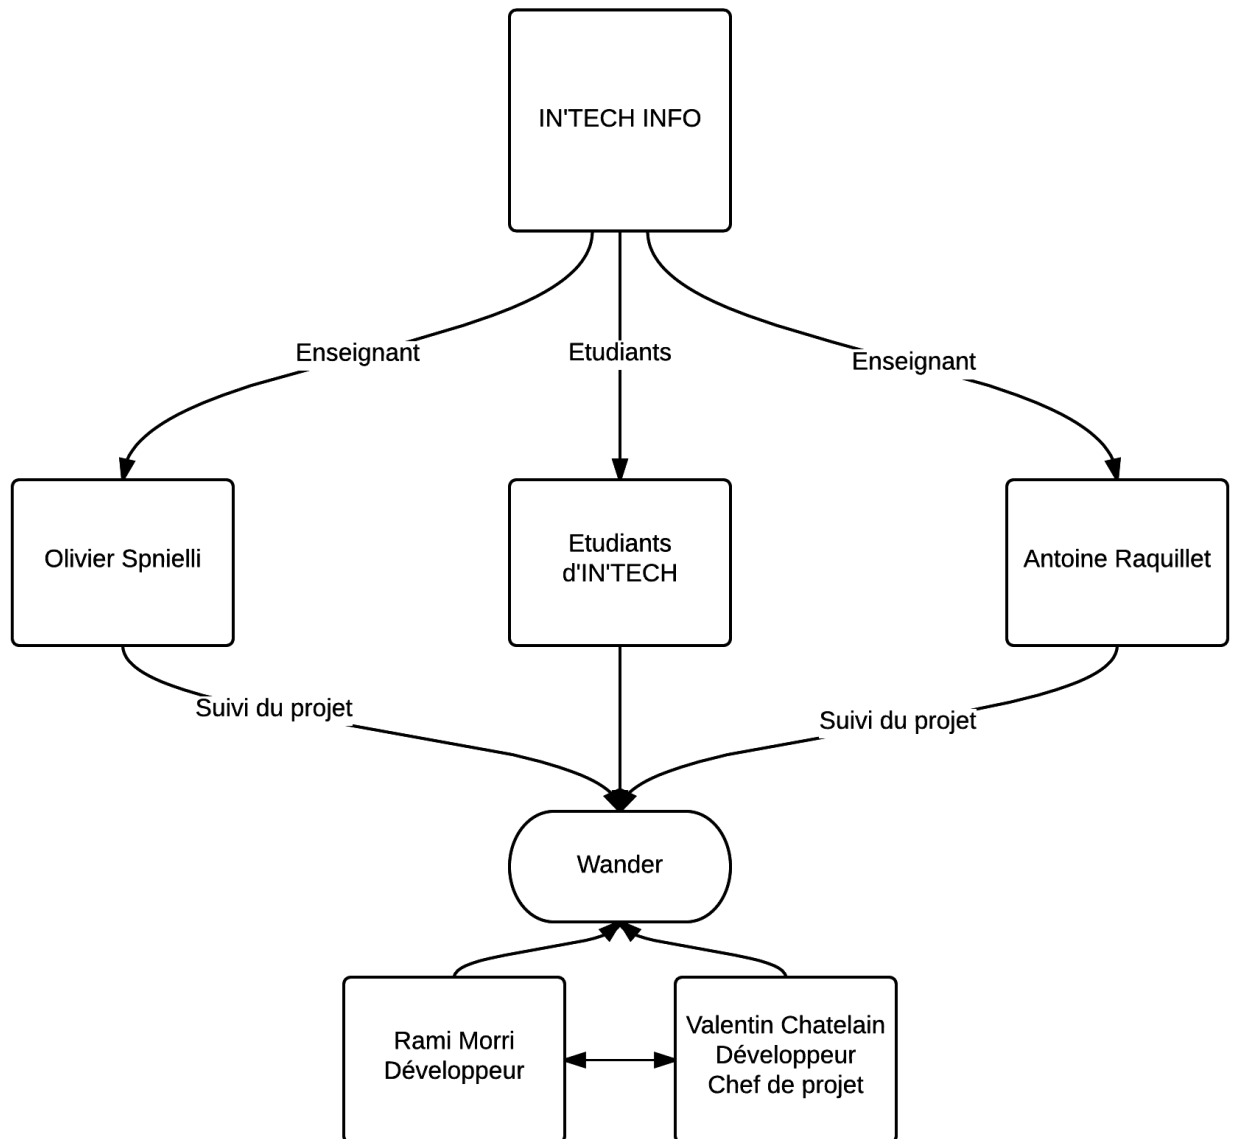 IN'TECH INFO
Enseignant
Etudiants
Enseignant
Olivier Spnielli
Etudiants
d'IN'TECH
Antoine Raquillet
Suivi du projet
Suivi du projet
Wander
Rami Morri
Développeur
Valentin Chatelain
Développeur
Chef de projet